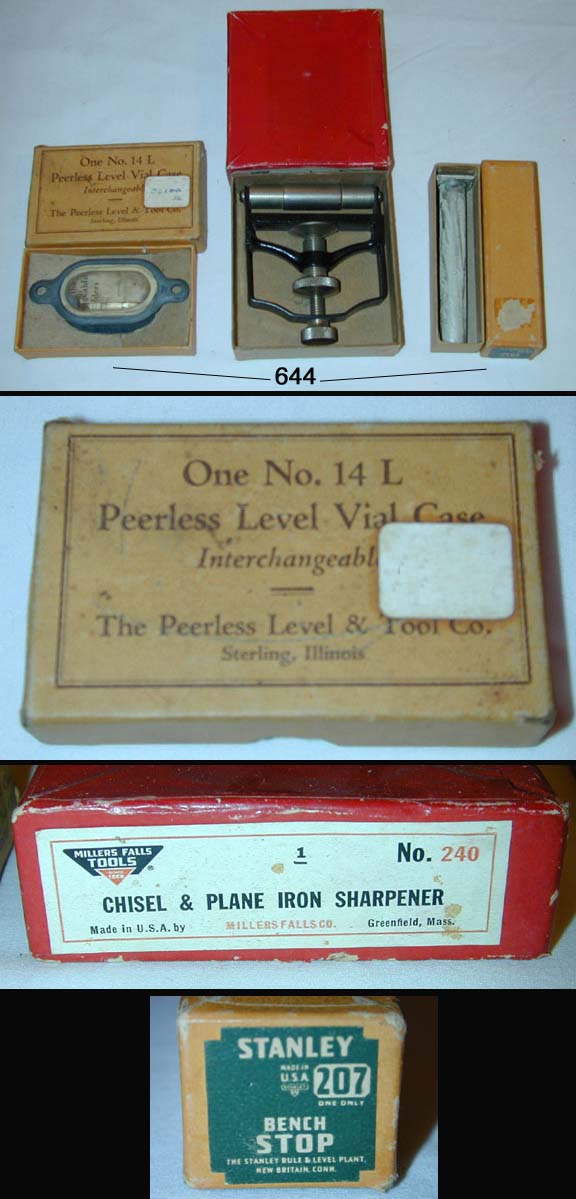 One No. 14 L
Peerless Level Vial Case
The Peerless Level & Tool Co.
Sterling, Illinois
644
One No. 14 L
Peerless Level Vial Case
Interchangeable
The Peerless Level & Tool Co.
Sterling, Illinois
MILLERS FALLS
TOOLS
SINCE
1868
1
No. 240
CHISEL & PLANE IRON SHARPENER
Made in U.S.A. by MILLERS FALLS CO. Greenfield, Mass.
STANLEY
MADE IN
U.S.A.
207
ONE ONLY
BENCH
STOP
THE STANLEY RULE & LEVEL PLANT,
NEW BRITAIN, CONN.